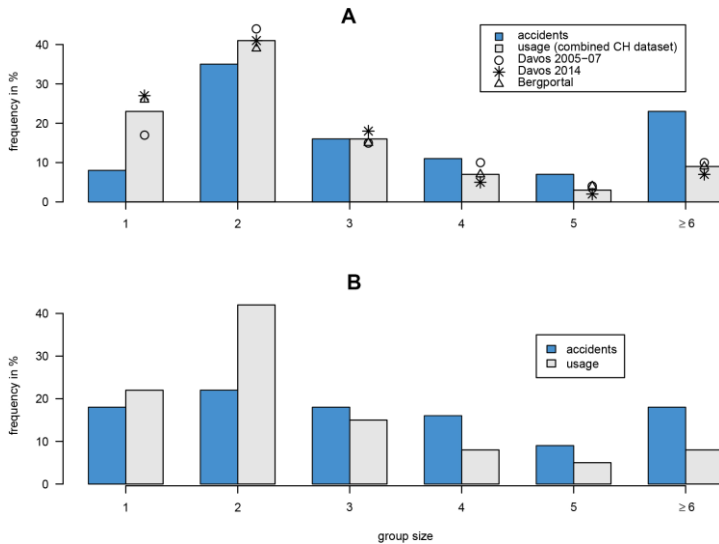 A
accidents
usage (combined CH dataset)
Davos 2005−07
Davos 2014
Bergportal
frequency in %
40
30
20
10
0
1 2 3 4 5 ≥ 6
B
accidents
usage
frequency in %
40
30
20
10
0
1 2 3 4 5 ≥ 6
group size